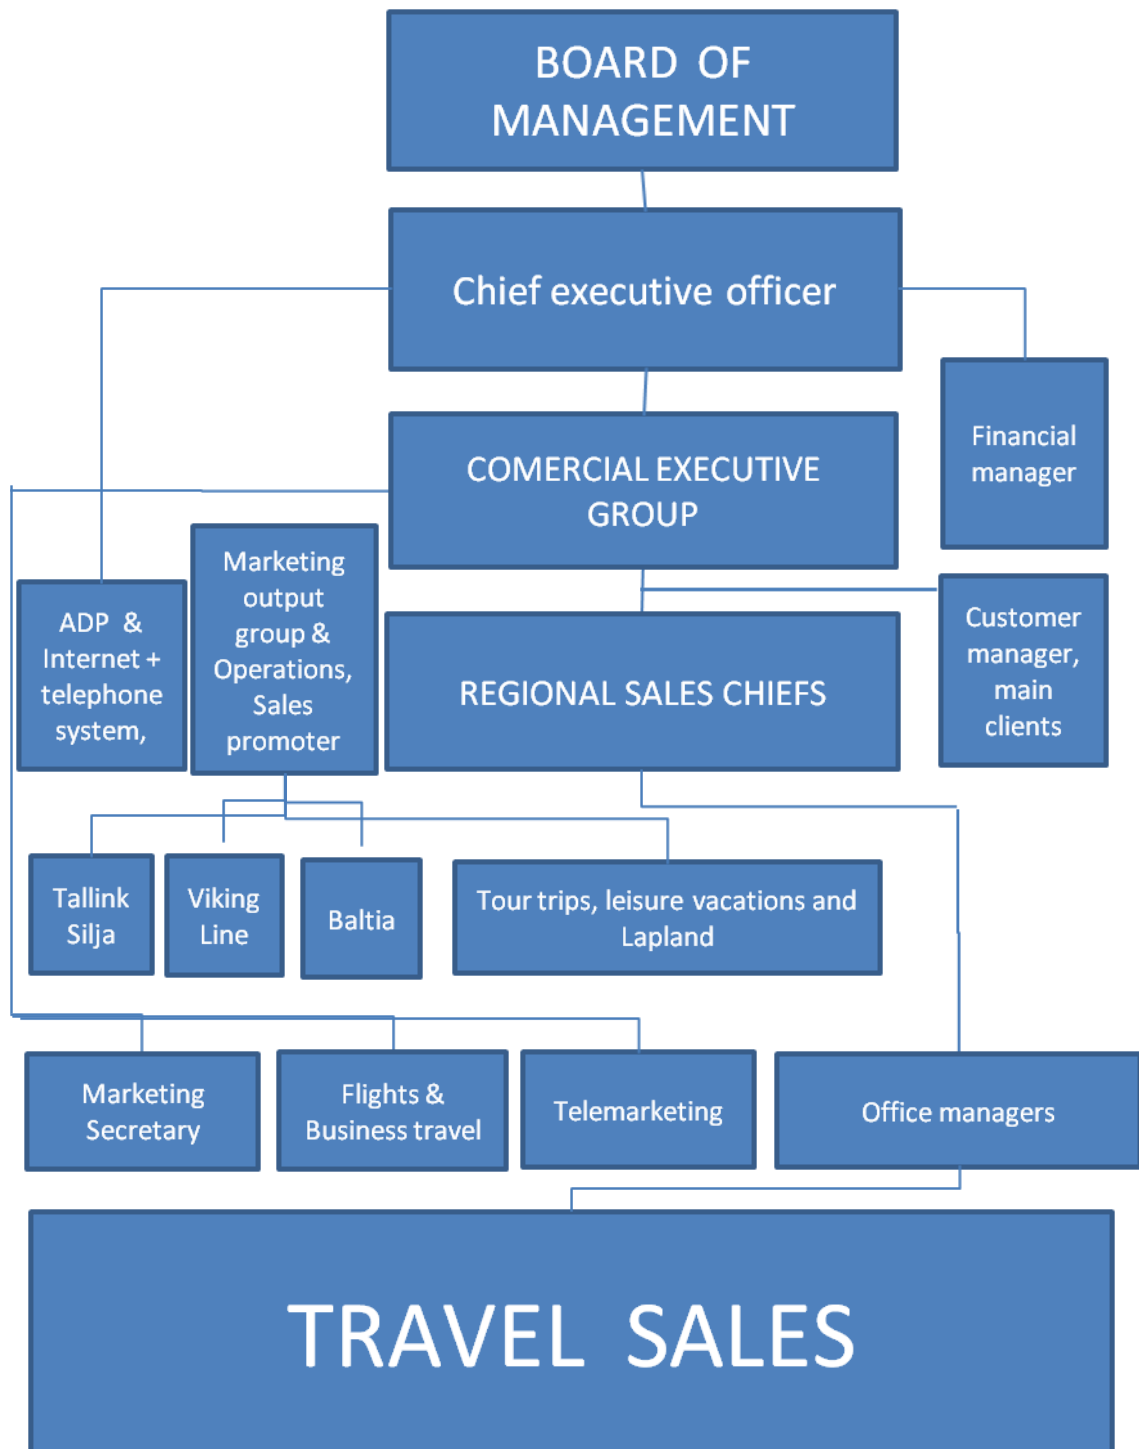 BOARD OF
MANAGEMENT
Chief executive officer
Financial
manager
COMERCIAL EXECUTIVE
GROUP
Marketing
output
group &
Operations,
Sales
promoter
ADP &
Internet +
telephone
system,
REGIONAL SALES CHIEFS
Customer
manager,
main
clients
Tallink
Silja
Viking
Line
Baltia
Tour trips, leisure vacations and
Lapland
Marketing
Secretary
Flights &
Business travel
Telemarketing
Office managers
TRAVEL SALES